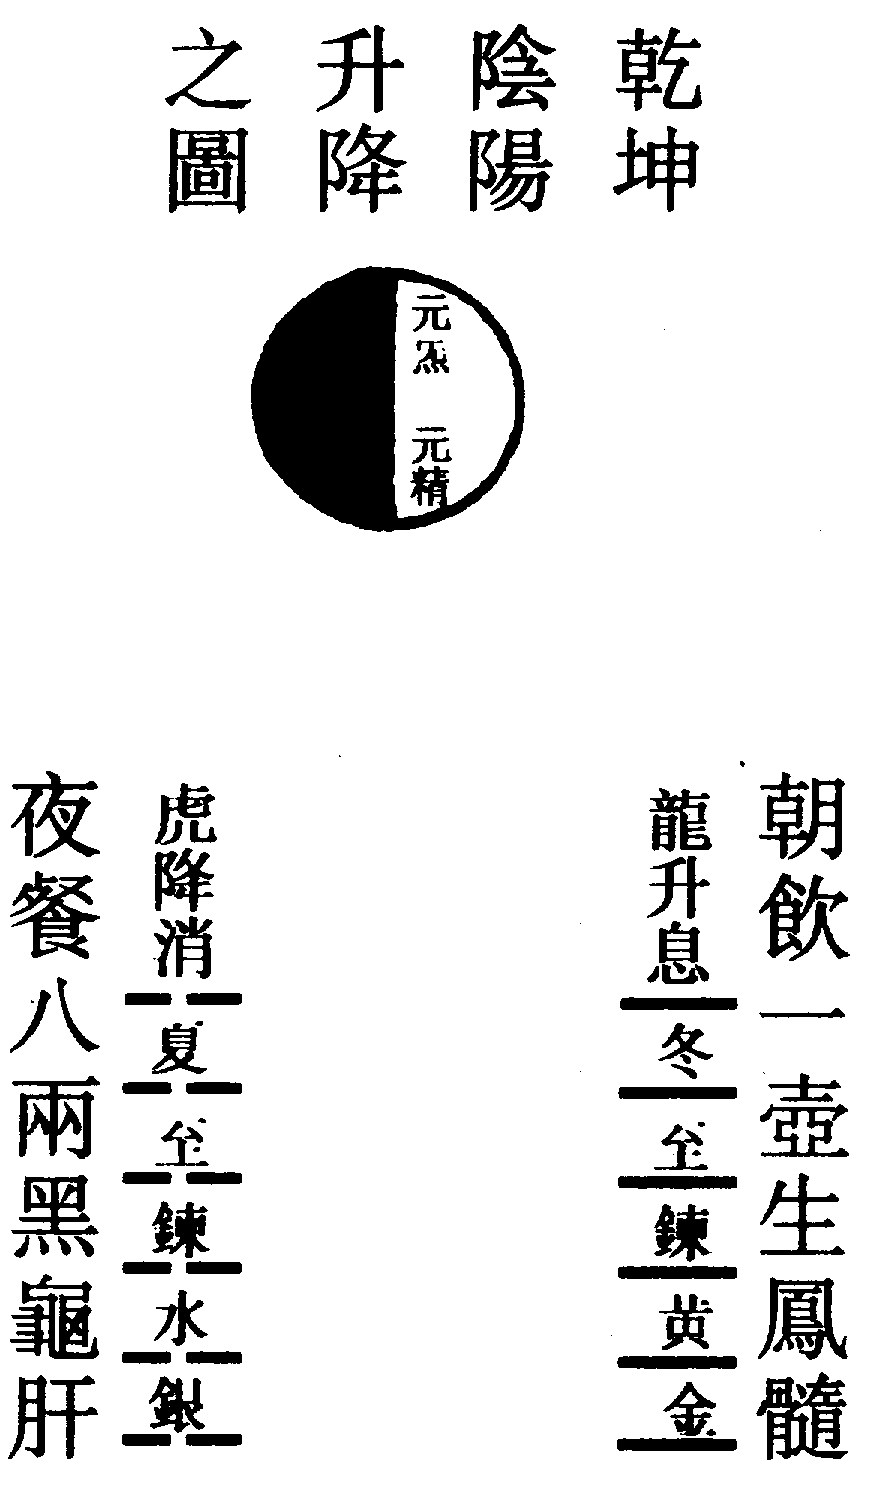 乾坤
陰陽
升降
之圖
元炁
元精
朝飲一壺生鳳髓
龍升息
冬至鍊黄金
虎降消
夏至鍊水銀
夜餐八兩黑龜肝